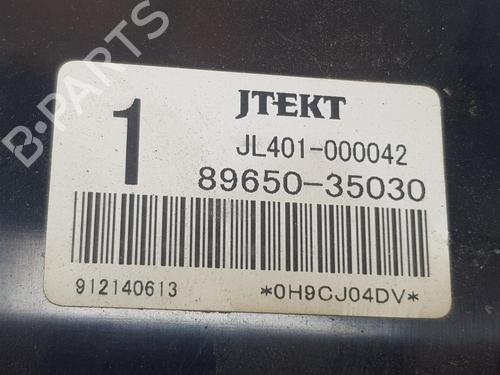 JTEKT
1
JL401-000042
89650-35030
912140613 *0H9CJ04DV*
B-PARTS